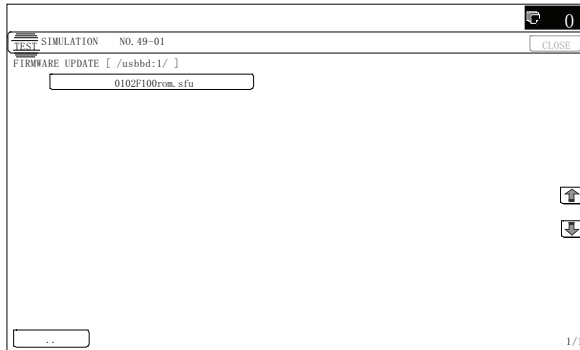 0
TEST SIMULATION NO. 49-01
CLOSE
FIRMWARE UPDATE [ /usbbd:1/ ]
0102F100rom. sfu
..
1/1